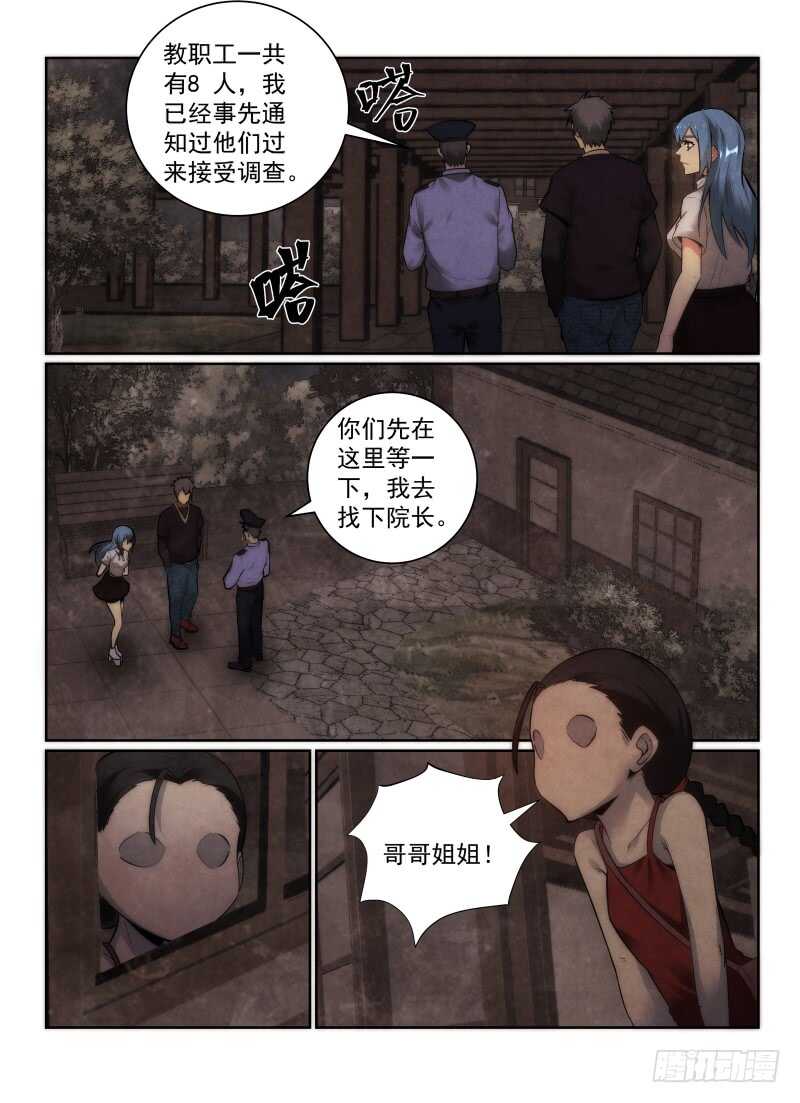 教职工一共
有8 人，我
已经事先通
知过他们过
来接受调查。
嗒
嗒
你们先在
这里等一
下，我去
找下院长。
哥哥姐姐！
腾讯动漫